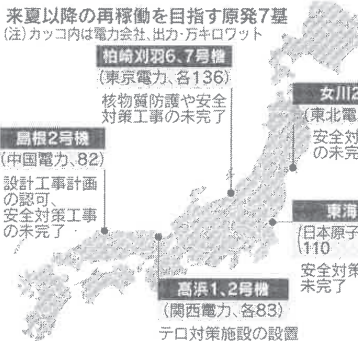 来夏以降の再稼働を目指す原発7基
(注)カッコ内は電力会社、出力・万キロワット
柏崎刈羽6、7号機
(東京電力、各136)
核物質防護や安全
対策工事の未完了
女川2
(東北電
安全対
の未完
島根2号機
(中国電力、82)
設計工事計画
の認可、
安全対策工事
の未完了
東海
(日本原子
110
安全対策
未完了
高浜1、2号機
(関西電力、各83)
テロ対策施設の設置